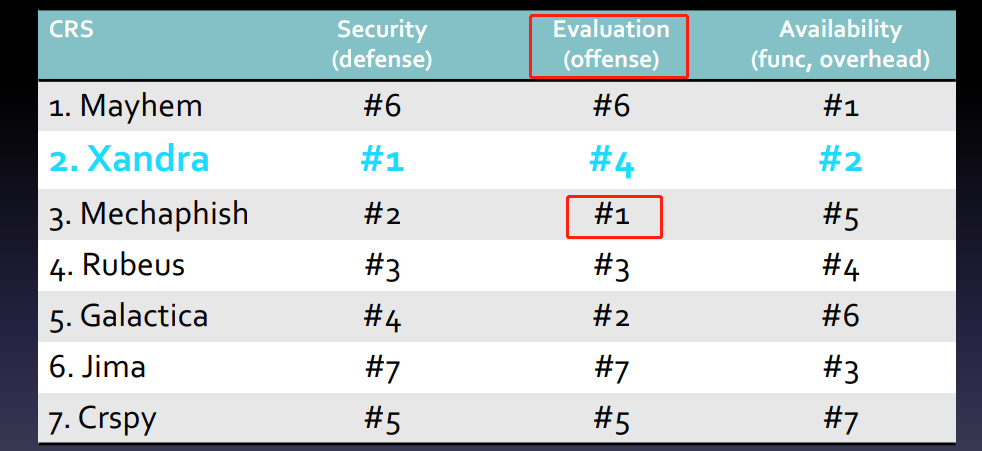 CRS Security Evaluation Availability
(defense) (offense) (func, overhead)
1. Mayhem #6 #6 #1
2. Xandra #1 #4 #2
3. Mechaphish #2 #1 #5
4. Rubeus #3 #3 #4
5. Galactica #4 #2 #6
6. Jima #7 #7 #3
7. Crspy #5 #5 #7